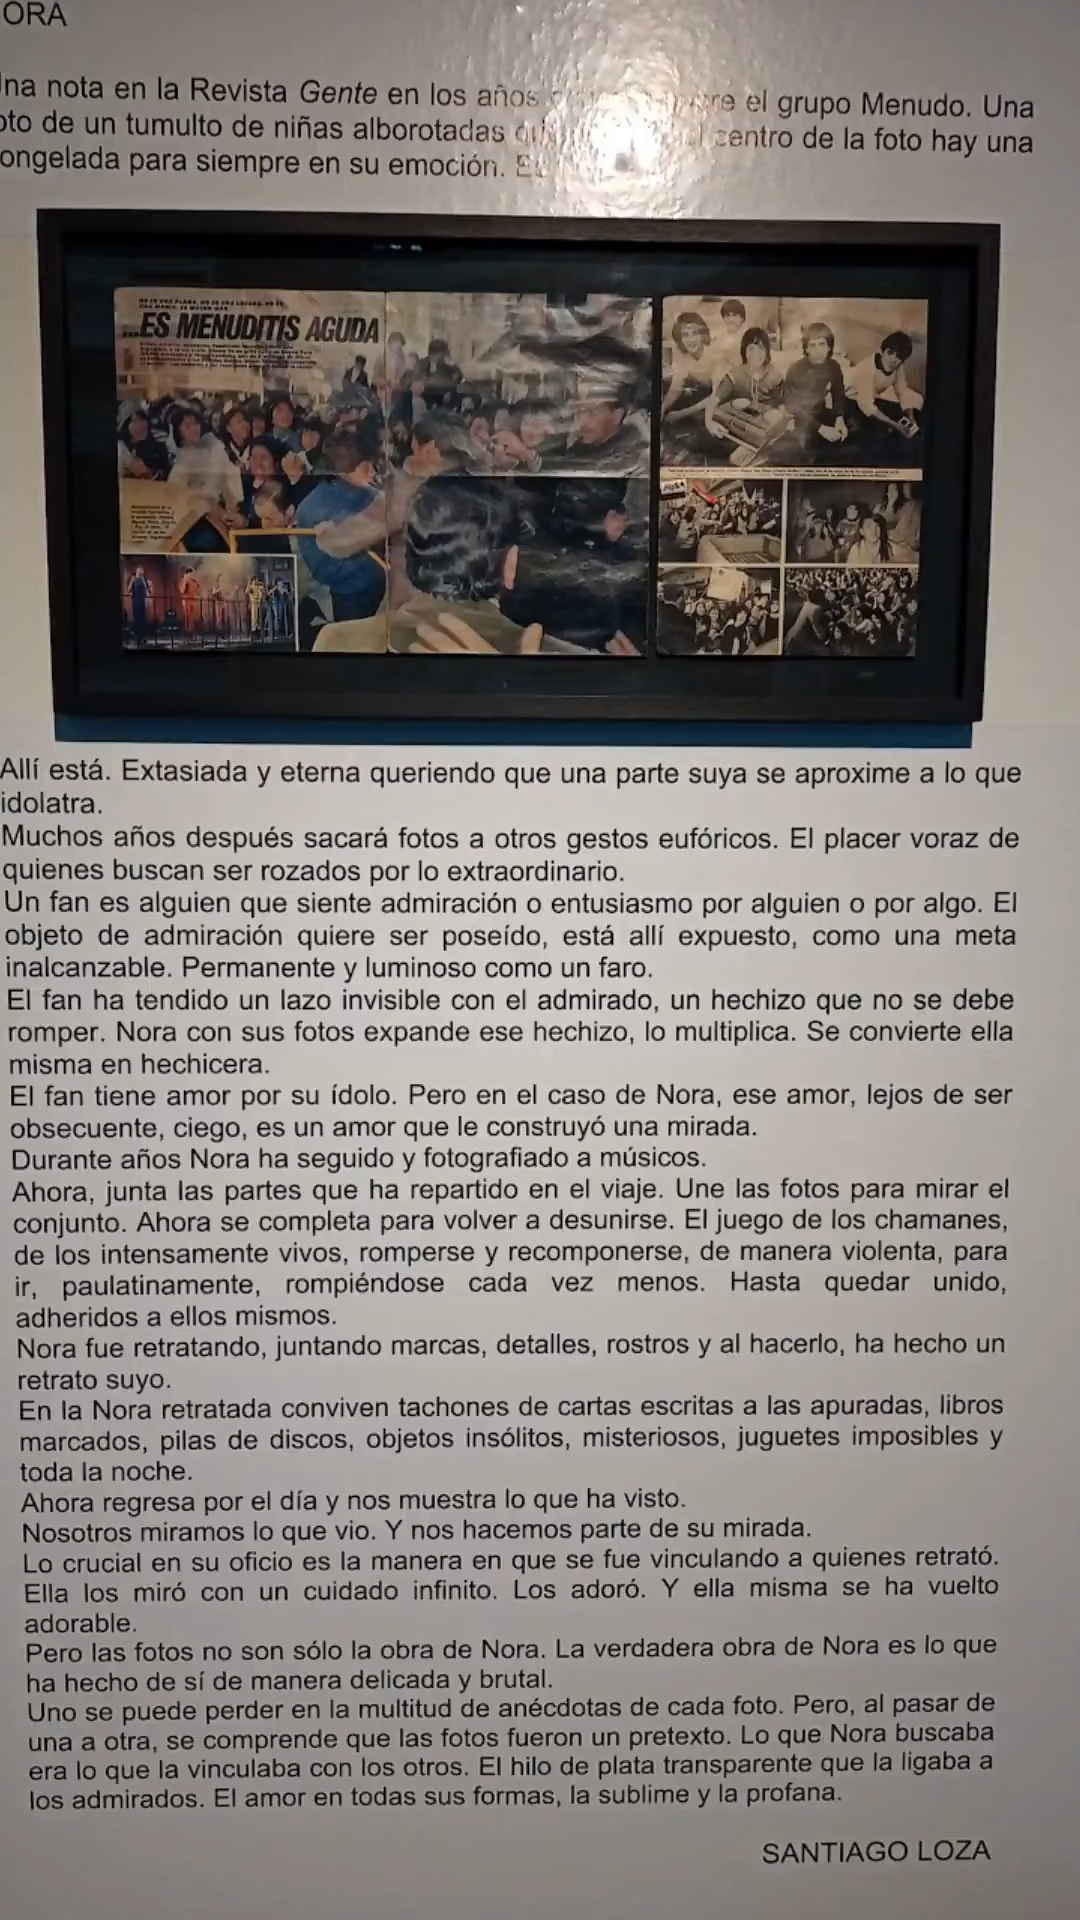 ORA
na nota en la Revista Gente en los años re el grupo Menudo. Una
oto de un tumulto de niñas alborotadas centro de la foto hay una
ongelada para siempre en su emoción.
...ES MENUDITIS AGUDA
Allí está. Extasiada y eterna queriendo que una parte suya se aproxime a lo que
idolatra.
Muchos años después sacará fotos a otros gestos eufóricos. El placer voraz de
quienes buscan ser rozados por lo extraordinario.
Un fan es alguien que siente admiración o entusiasmo por alguien o por algo. El
objeto de admiración quiere ser poseído, está allí expuesto, como una meta
inalcanzable. Permanente y luminoso como un faro.
El fan ha tendido un lazo invisible con el admirado, un hechizo que no se debe
romper. Nora con sus fotos expande ese hechizo, lo multiplica. Se convierte ella
misma en hechicera.
El fan tiene amor por su ídolo. Pero en el caso de Nora, ese amor, lejos de ser
obsecuente, ciego, es un amor que le construyó una mirada.
Durante años Nora ha seguido y fotografiado a músicos.
Ahora, junta las partes que ha repartido en el viaje. Une las fotos para mirar el
conjunto. Ahora se completa para volver a desunirse. El juego de los chamanes,
de los intensamente vivos, romperse y recomponerse, de manera violenta, para
ir, paulatinamente, rompiéndose cada vez menos. Hasta quedar unido,
adheridos a ellos mismos.
Nora fue retratando, juntando marcas, detalles, rostros y al hacerlo, ha hecho un
retrato suyo.
En la Nora retratada conviven tachones de cartas escritas a las apuradas, libros
marcados, pilas de discos, objetos insólitos, misteriosos, juguetes imposibles y
toda la noche.
Ahora regresa por el día y nos muestra lo que ha visto.
Nosotros miramos lo que vio. Y nos hacemos parte de su mirada.
Lo crucial en su oficio es la manera en que se fue vinculando a quienes retrató.
Ella los miró con un cuidado infinito. Los adoró. Y ella misma se ha vuelto
adorable.
Pero las fotos no son sólo la obra de Nora. La verdadera obra de Nora es lo que
ha hecho de sí de manera delicada y brutal.
Uno se puede perder en la multitud de anécdotas de cada foto. Pero, al pasar de
una a otra, se comprende que las fotos fueron un pretexto. Lo que Nora buscaba
era lo que la vinculaba con los otros. El hilo de plata transparente que la ligaba a
los admirados. El amor en todas sus formas, la sublime y la profana.
SANTIAGO LOZA